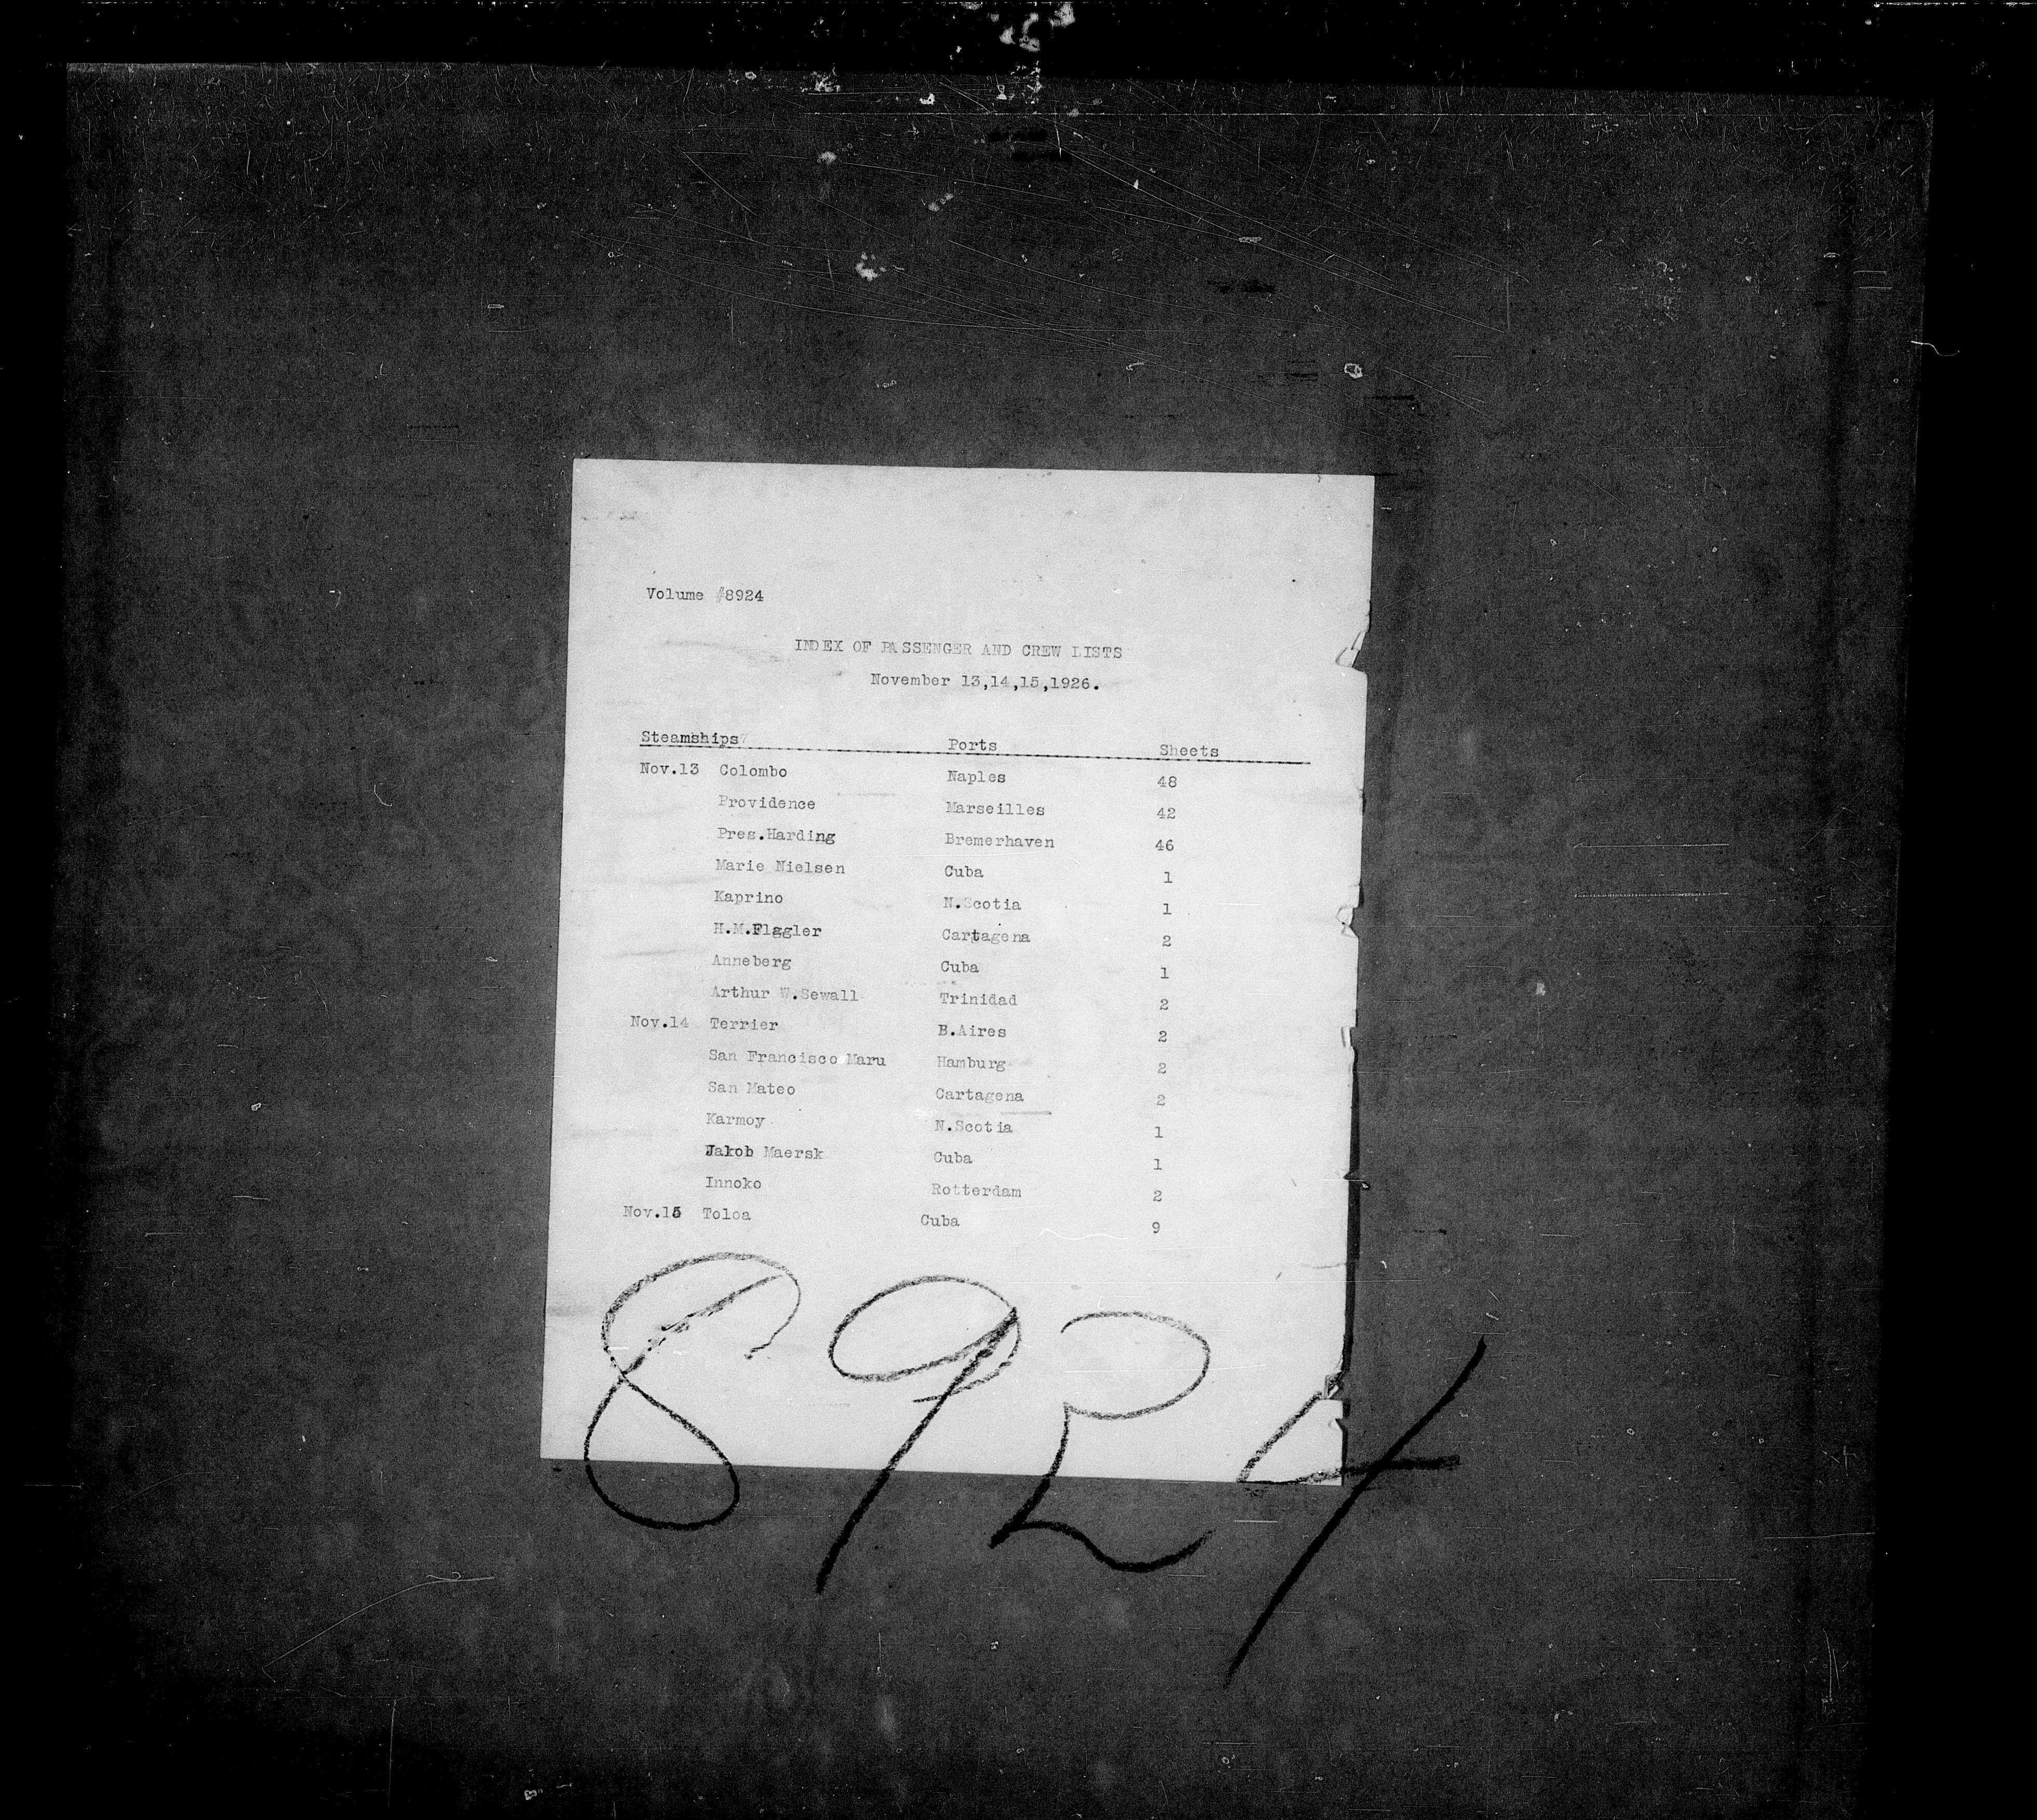 Volume #8924
INDEX OF PASSENGER AND CREW LISTS
November 13,14,15,1926.
Steamships Ports Sheets
Nov.13 Colombo Naples 48
Providence Marseilles 42
Pres.Harding Bremerhaven 46
Marie Nielsen Cuba 1
Kaprino N.Scotia 1
H.M.Flagler Cartagena 2
Anneberg Cuba 1
Arthur W.Sewall Trinidad 2
Nov.14 Terrier B.Aires 2
San Francisco Maru Hamburg 2
San Mateo Cartagena 2
Karmoy N.Scotia 1
Jakob Maersk Cuba 1
Innoko Rotterdam 2
Nov.15 Toloa Cuba 9
8924